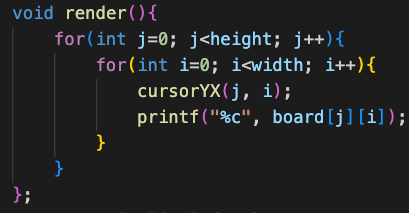 void render(){
    for(int j=0; j<height; j++){
        for(int i=0; i<width; i++){
            cursorYX(j, i);
            printf("%c", board[j][i]);
        }
    }
};